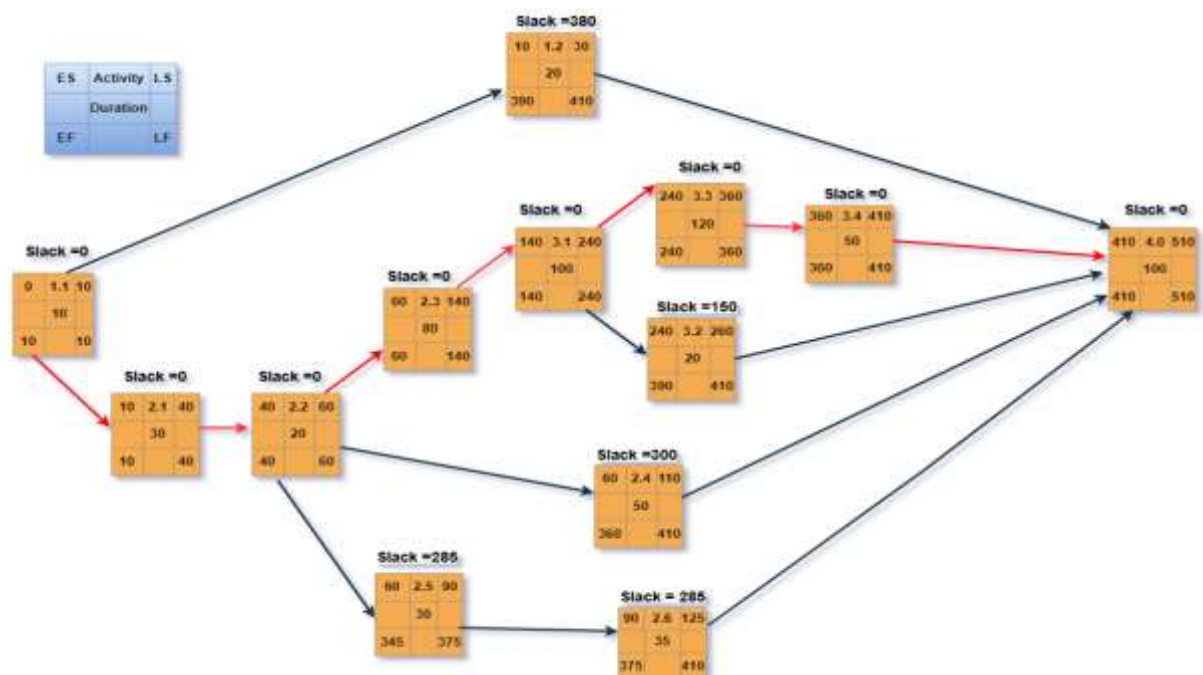 Slack =380
10 1.2 30
20
390 410
ES Activity LS
Duration
EF LF
Slack =0
240 3.3 360
120
240 360
Slack =0
360 3.4 410
50
360 410
Slack =0
140 3.1 240
100
140 240
Slack =0
410 4.0 510
100
410 510
Slack =0
0 1.1 10
10
10 10
Slack =0
60 2.3 140
80
60 140
Slack =150
240 3.2 260
20
390 410
Slack =0
10 2.1 40
30
10 40
Slack =0
40 2.2 60
20
40 60
Slack =300
60 2.4 110
50
360 410
Slack =285
60 2.5 90
30
345 375
Slack = 285
90 2.6 125
35
375 410